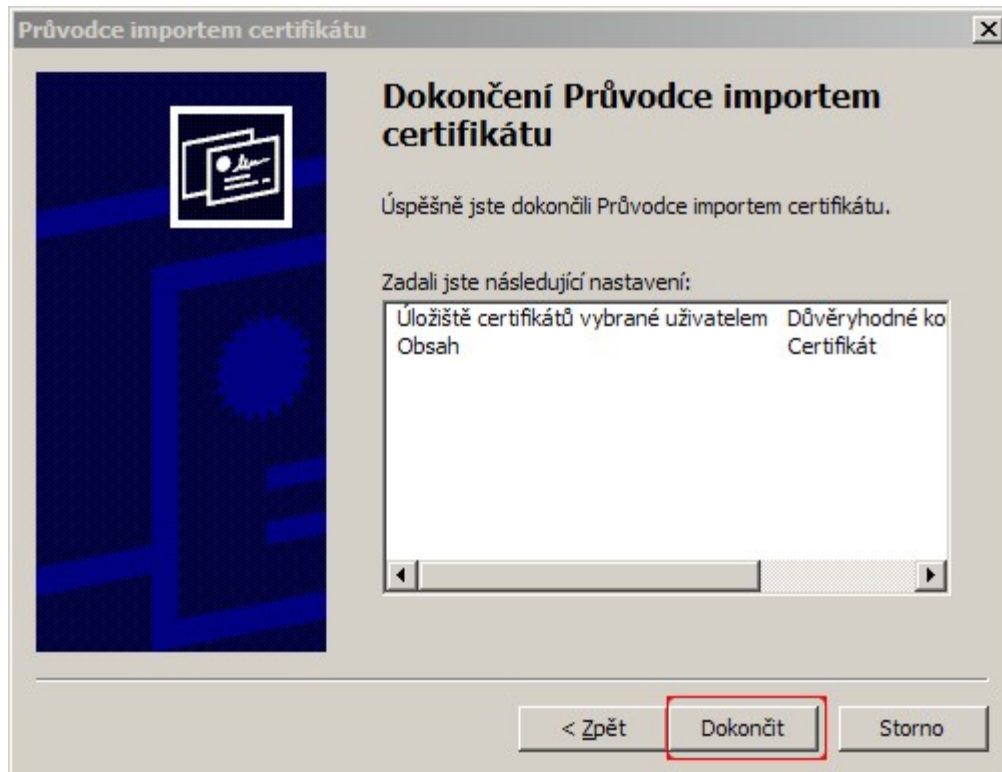 Průvodce importem certifikátu
Dokončení Průvodce importem
certifikátu
Úspěšně jste dokončili Průvodce importem certifikátu.
Zadali jste následující nastavení:
Úložiště certifikátů vybrané uživatelem Důvěryhodné ko
Obsah Certifikát
< Zpět Dokončit Storno